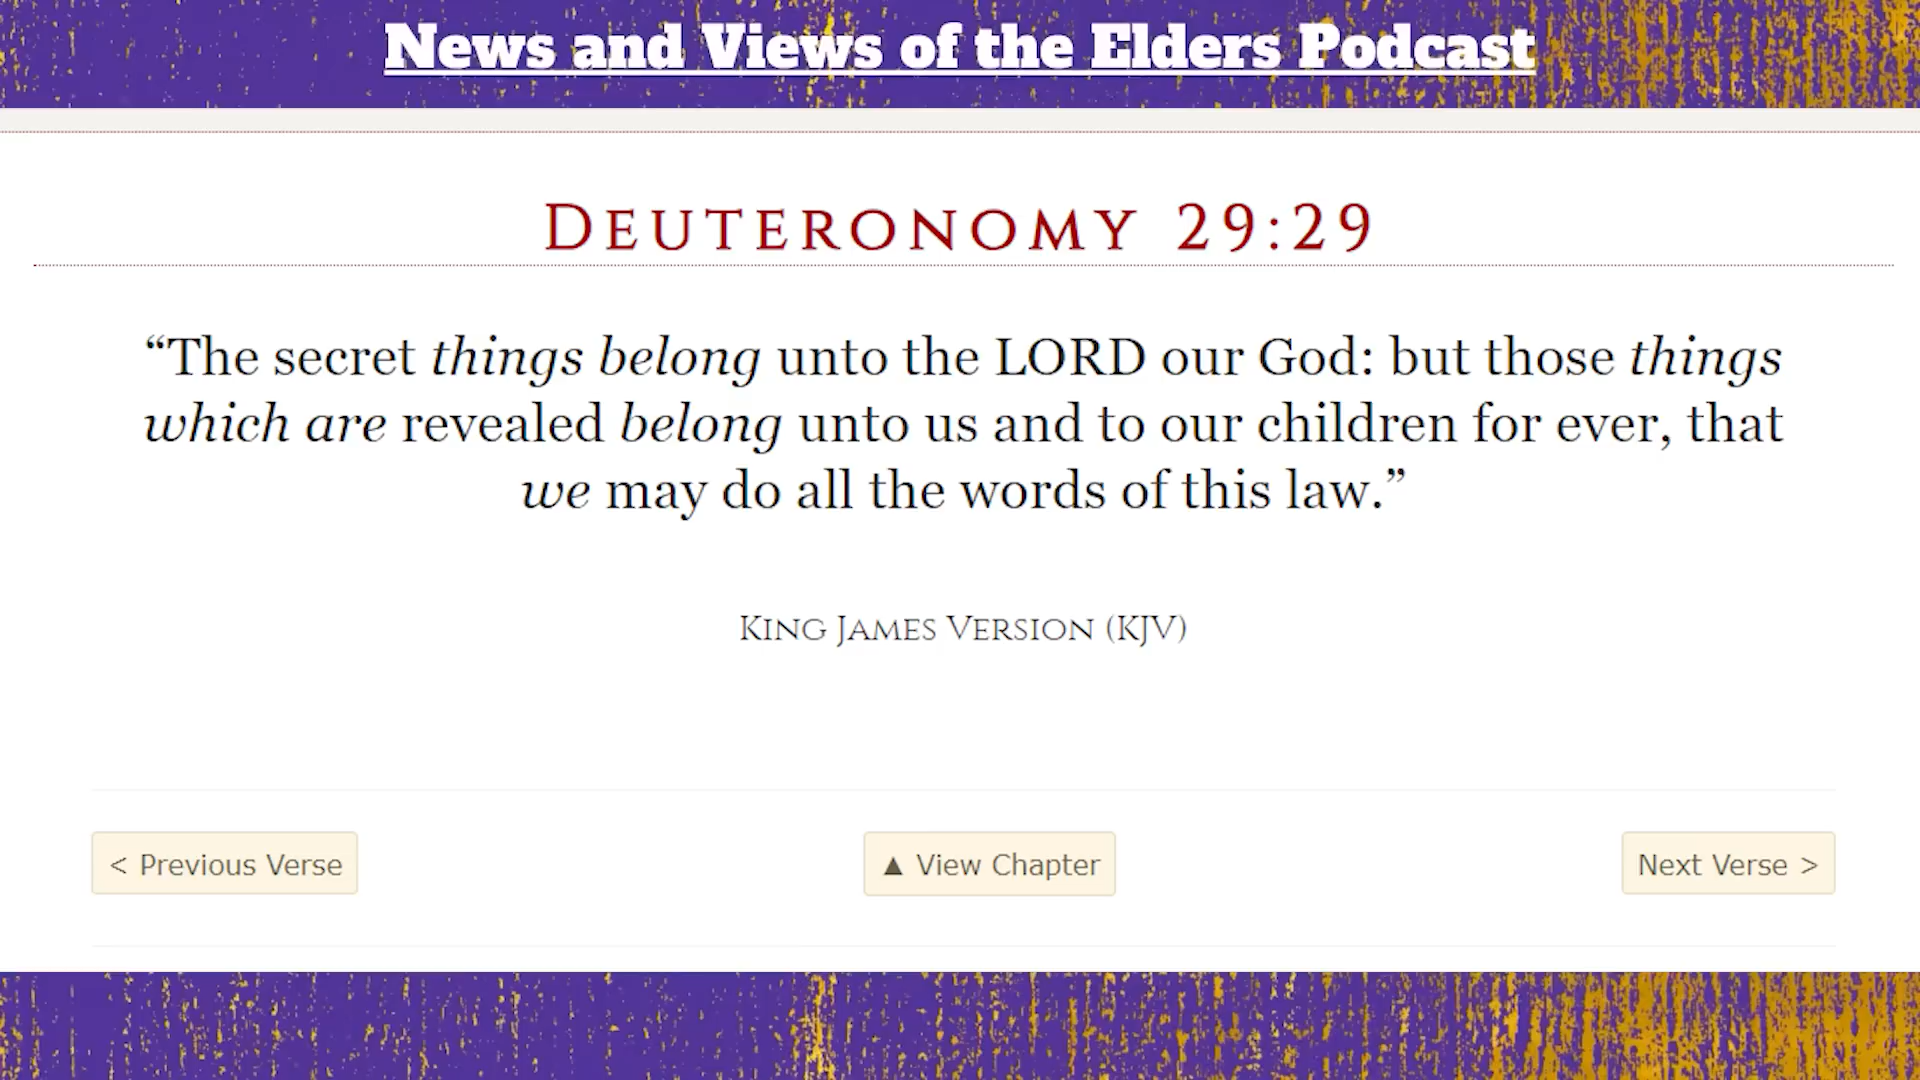 News and Views of the Elders Podcast
Deuteronomy 29:29
“The secret things belong unto the LORD our God: but those things
which are revealed belong unto us and to our children for ever, that
we may do all the words of this law.”
King James Version (KJV)
< Previous Verse
▲ View Chapter
Next Verse >